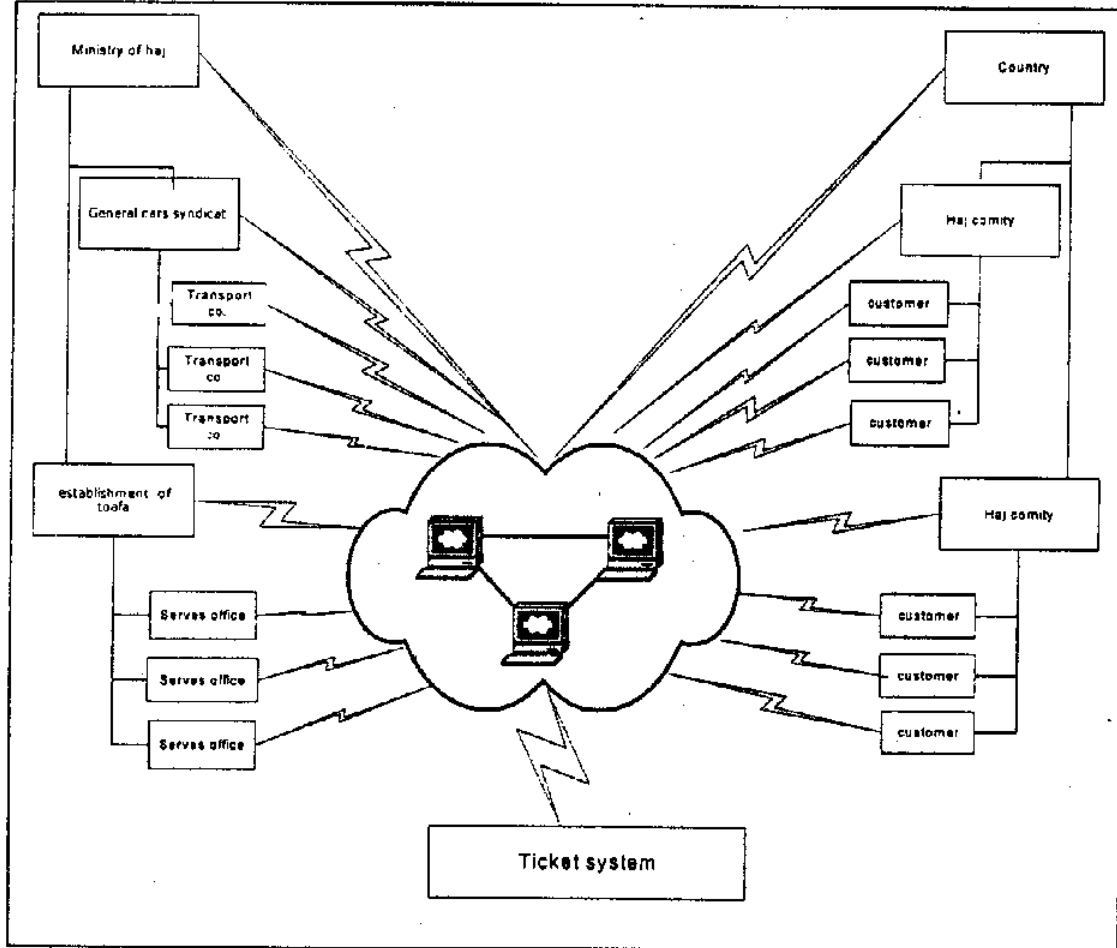 Ministry of haj
Country
General cars syndicat
Haj comity
Transport
co.
customer
Transport
co
customer
Transport
co
customer
establishment of
toafa
Haj comity
Serves office
customer
Serves office
customer
Serves office
customer
Ticket system